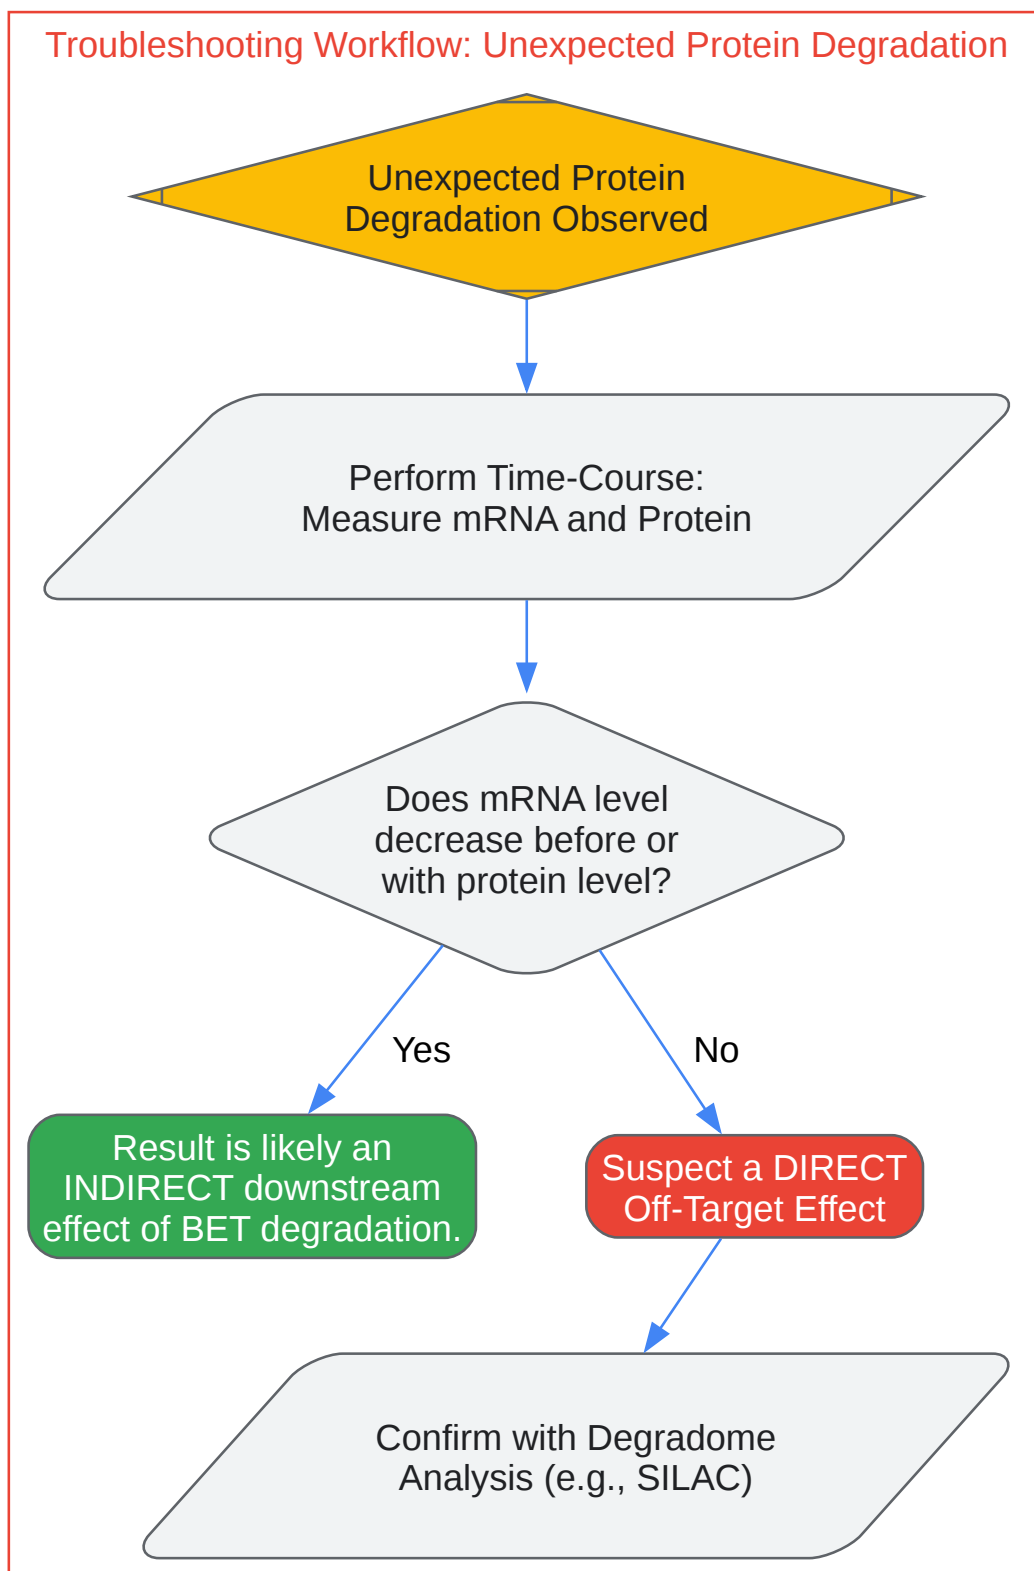 Troubleshooting Workflow: Unexpected Protein Degradation
Unexpected Protein
Degradation Observed
Perform Time-Course:
Measure mRNA and Protein
Does mRNA level
decrease before or
with protein level?
Yes
No
Result is likely an
INDIRECT downstream
effect of BET degradation.
Suspect a DIRECT
Off-Target Effect
Confirm with Degradome
Analysis (e.g., SILAC)